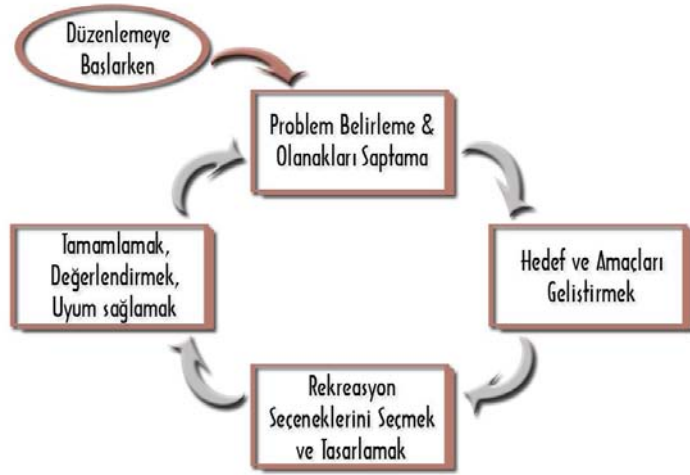 Düzenlemeye
Baslarken
Problem Belirleme &
Olanakları Saptama
Hedef ve Amaçları
Gelistirmek
Rekreasyon
Seçeneklerini Seçmek
ve Tasarlamak
Tamamlamak,
Değerlendirmek,
Uyum sağlamak